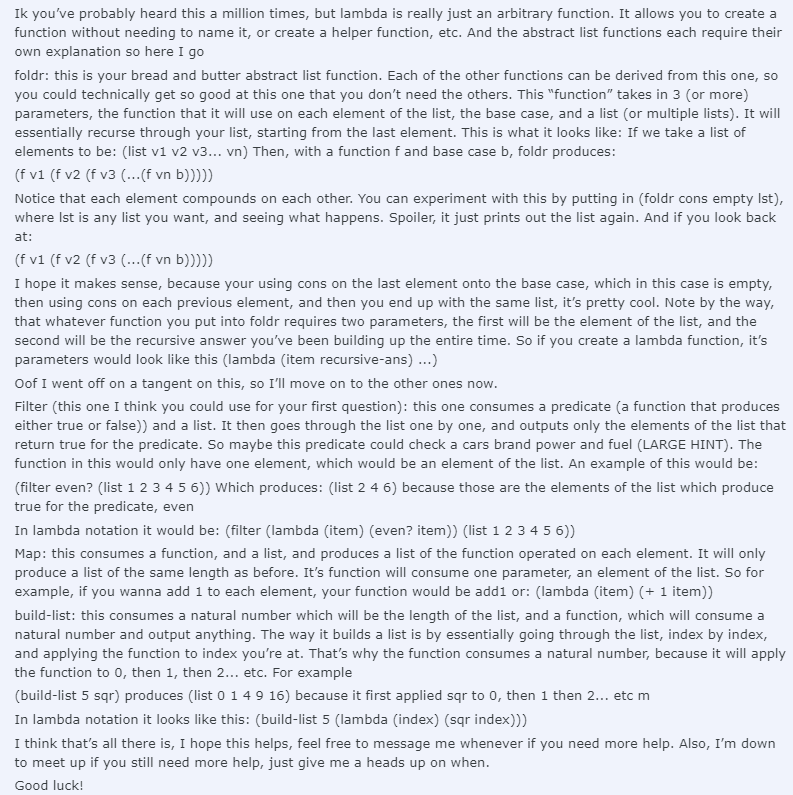 Ik you’ve probably heard this a million times, but lambda is really just an arbitrary function. It allows you to create a
function without needing to name it, or create a helper function, etc. And the abstract list functions each require their
own explanation so here I go
foldr: this is your bread and butter abstract list function. Each of the other functions can be derived from this one, so
you could technically get so good at this one that you don’t need the others. This “function” takes in 3 (or more)
parameters, the function that it will use on each element of the list, the base case, and a list (or multiple lists). It will
essentially recurse through your list, starting from the last element. This is what it looks like: If we take a list of
elements to be: (list v1 v2 v3... vn) Then, with a function f and base case b, foldr produces:
(f v1 (f v2 (f v3 (...(f vn b)))))
Notice that each element compounds on each other. You can experiment with this by putting in (foldr cons empty lst),
where lst is any list you want, and seeing what happens. Spoiler, it just prints out the list again. And if you look back
at:
(f v1 (f v2 (f v3 (...(f vn b)))))
I hope it makes sense, because your using cons on the last element onto the base case, which in this case is empty,
then using cons on each previous element, and then you end up with the same list, it’s pretty cool. Note by the way,
that whatever function you put into foldr requires two parameters, the first will be the element of the list, and the
second will be the recursive answer you’ve been building up the entire time. So if you create a lambda function, it’s
parameters would look like this (lambda (item recursive-ans) ...)
Oof I went off on a tangent on this, so I’ll move on to the other ones now.
Filter (this one I think you could use for your first question): this one consumes a predicate (a function that produces
either true or false)) and a list. It then goes through the list one by one, and outputs only the elements of the list that
return true for the predicate. So maybe this predicate could check a cars brand power and fuel (LARGE HINT). The
function in this would only have one element, which would be an element of the list. An example of this would be:
(filter even? (list 1 2 3 4 5 6)) Which produces: (list 2 4 6) because those are the elements of the list which produce
true for the predicate, even
In lambda notation it would be: (filter (lambda (item) (even? item)) (list 1 2 3 4 5 6))
Map: this consumes a function, and a list, and produces a list of the function operated on each element. It will only
produce a list of the same length as before. It’s function will consume one parameter, an element of the list. So for
example, if you wanna add 1 to each element, your function would be add1 or: (lambda (item) (+ 1 item))
build-list: this consumes a natural number which will be the length of the list, and a function, which will consume a
natural number and output anything. The way it builds a list is by essentially going through the list, index by index,
and applying the function to index you’re at. That’s why the function consumes a natural number, because it will apply
the function to 0, then 1, then 2... etc. For example
(build-list 5 sqr) produces (list 0 1 4 9 16) because it first applied sqr to 0, then 1 then 2... etc m
In lambda notation it looks like this: (build-list 5 (lambda (index) (sqr index)))
I think that’s all there is, I hope this helps, feel free to message me whenever if you need more help. Also, I’m down
to meet up if you still need more help, just give me a heads up on when.
Good luck!